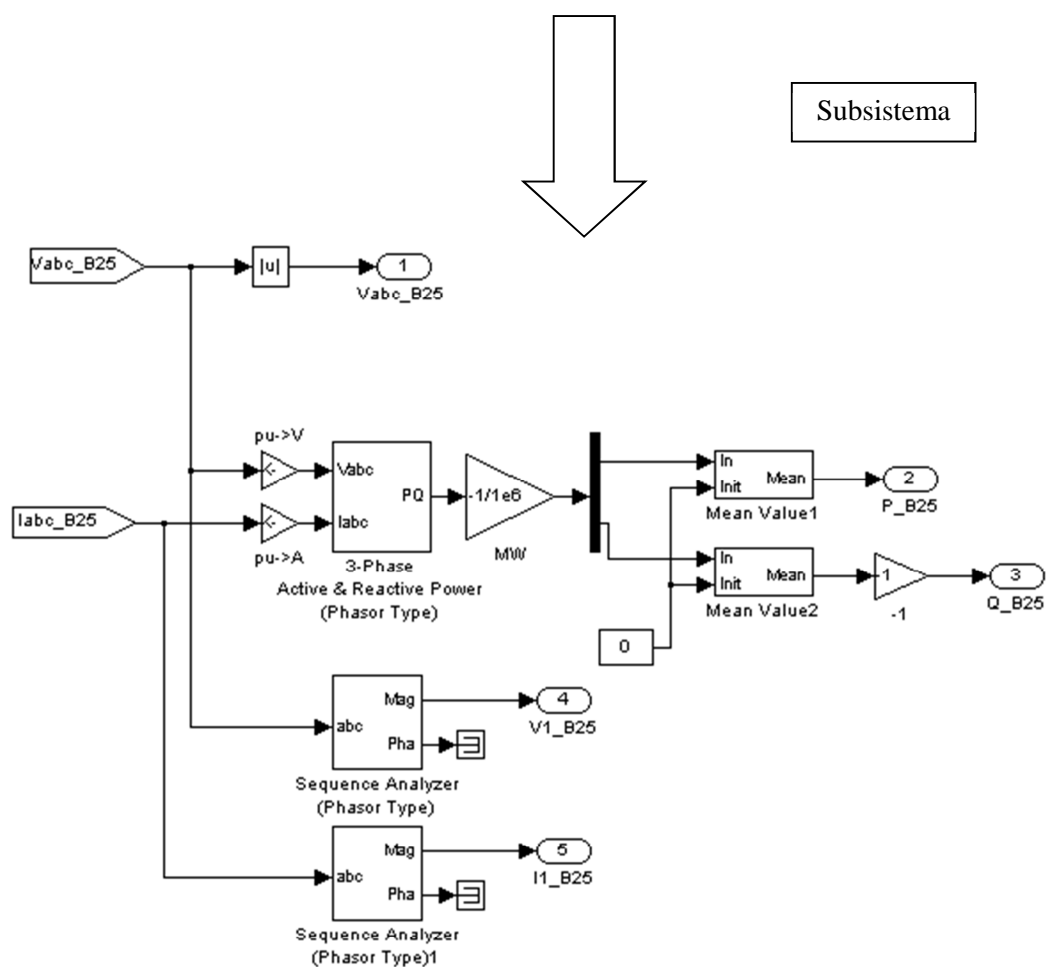 Subsistema
Vabc_B25
|u|
1
Vabc_B25
pu->V
Vabc
PQ
Iabc
-1/1e6
In
Mean
Init
Mean Value1
2
P_B25
Iabc_B25
pu->A
3-Phase
Active & Reactive Power
(Phasor Type)
MW
In
Mean
Init
Mean Value2
1
-1
3
Q_B25
0
Mag
abc
Pha
4
V1_B25
Sequence Analyzer
(Phasor Type)
Mag
abc
Pha
5
I1_B25
Sequence Analyzer
(Phasor Type)1